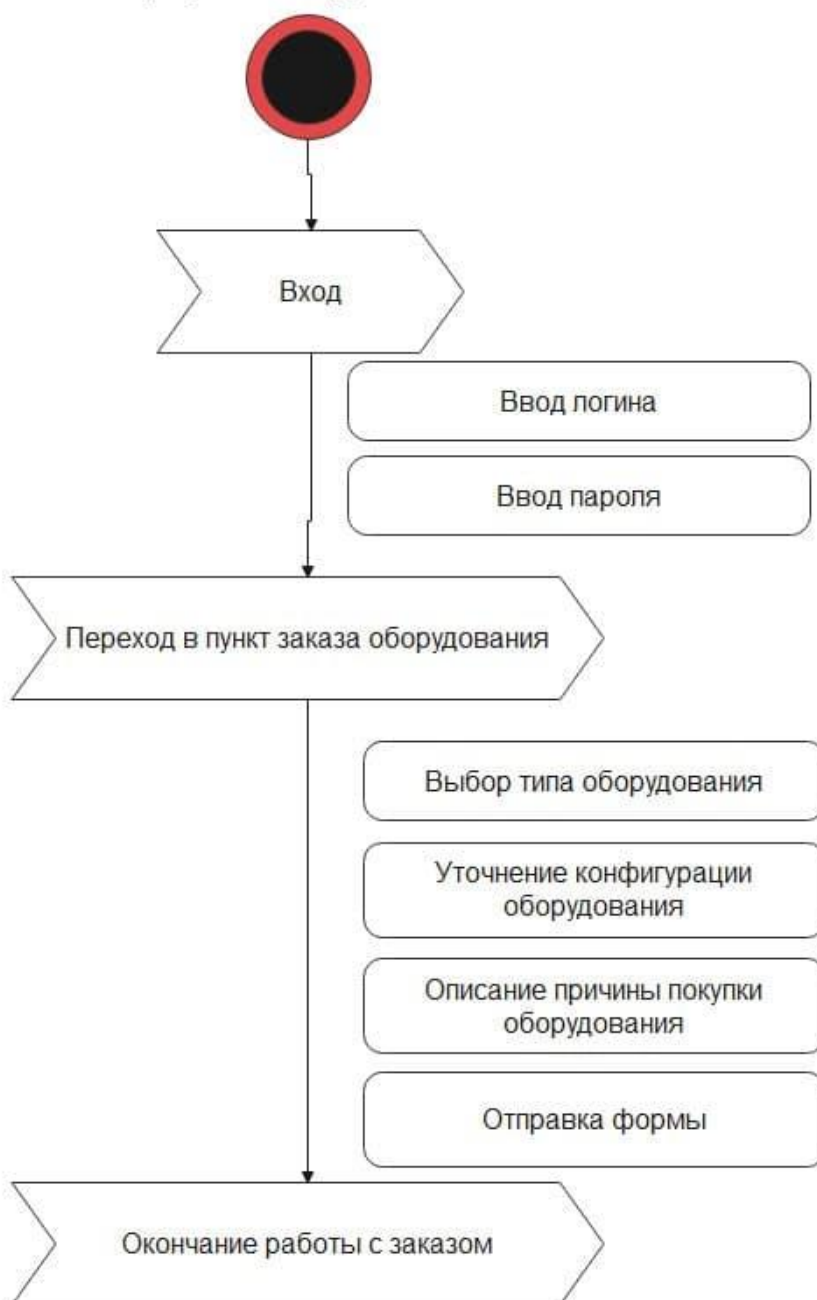 Вход
Ввод логина
Ввод пароля
Переход в пункт заказа оборудования
Выбор типа оборудования
Уточнение конфигурации
оборудования
Описание причины покупки
оборудования
Отправка формы
Окончание работы с заказом